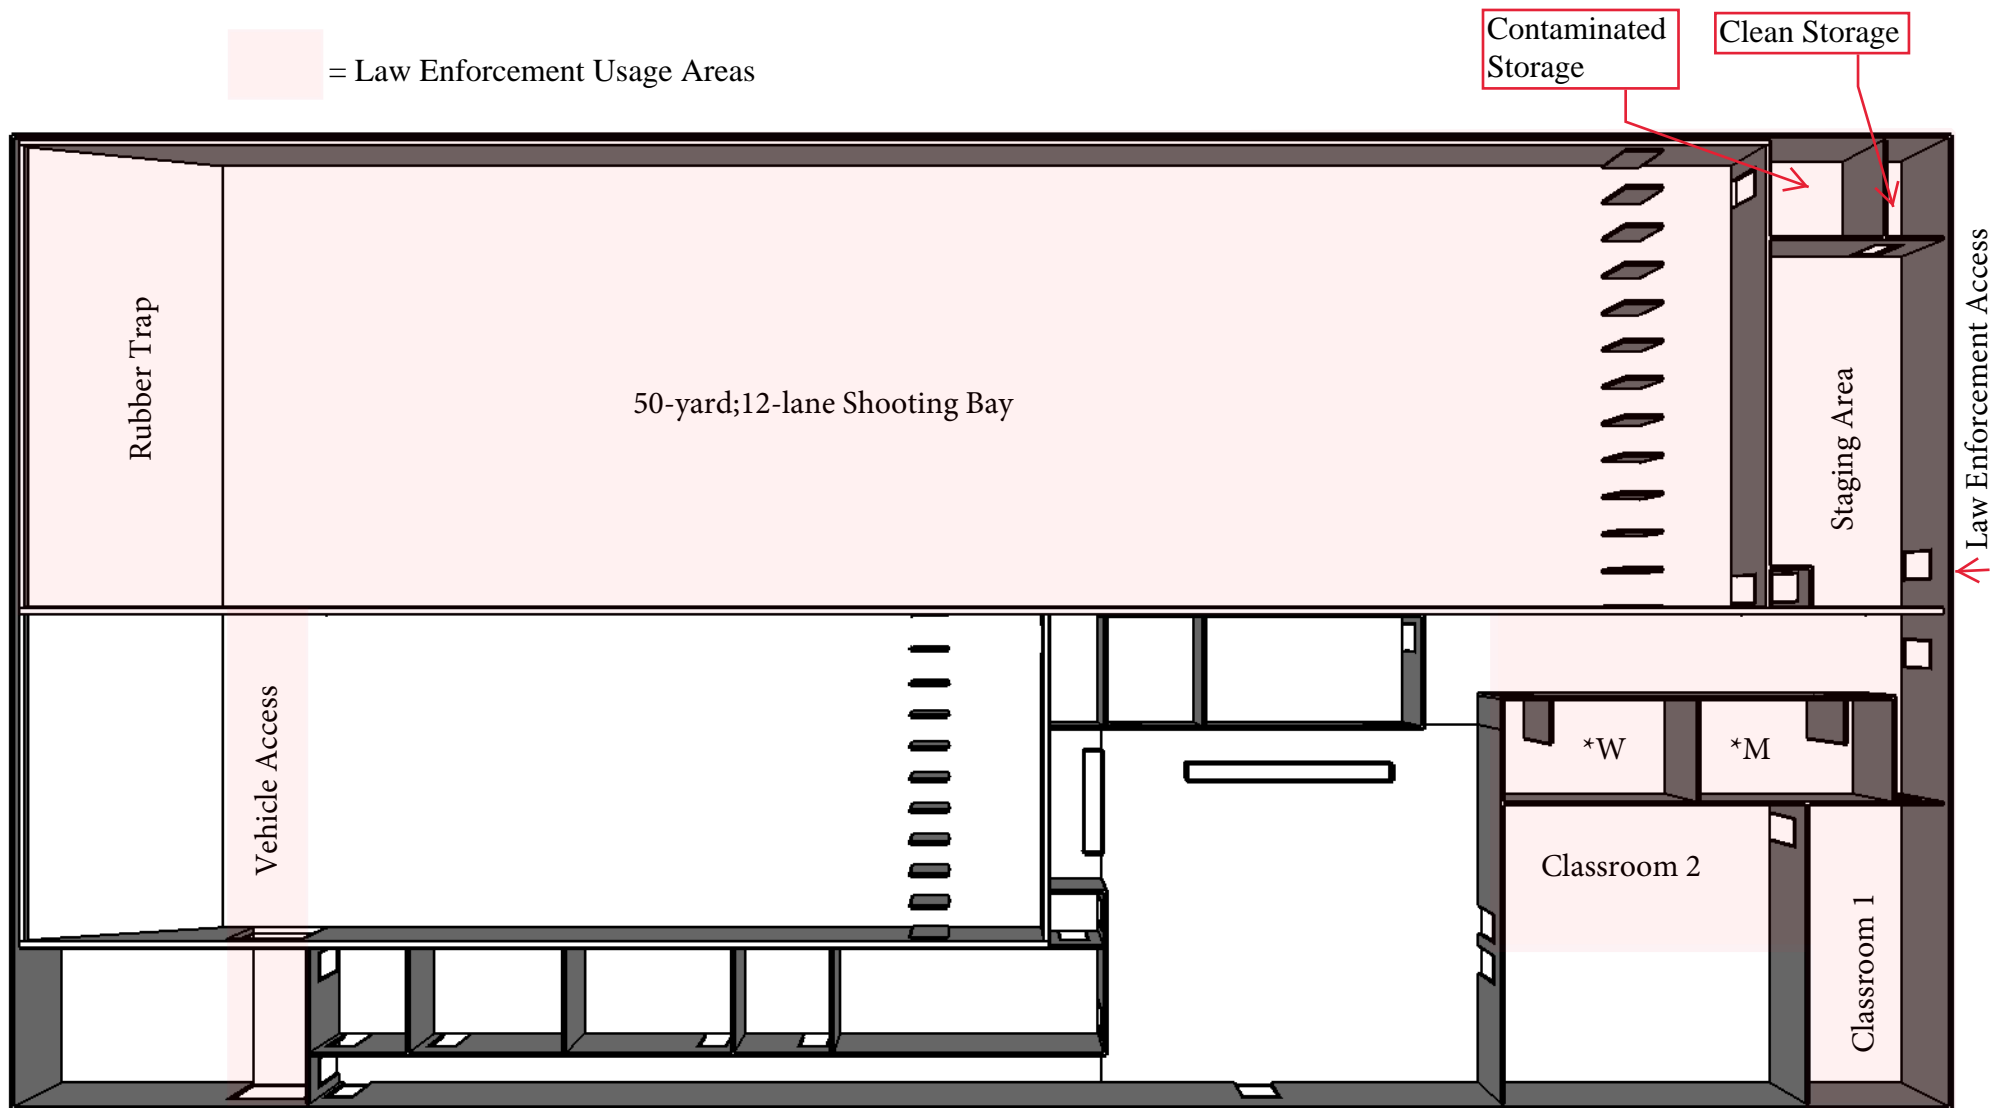 Contaminated
Storage
Clean Storage
= Law Enforcement Usage Areas
Rubber Trap
50-yard;12-lane Shooting Bay
Staging Area
Law Enforcement Access
Vehicle Access
*W
*M
Classroom 2
Classroom 1